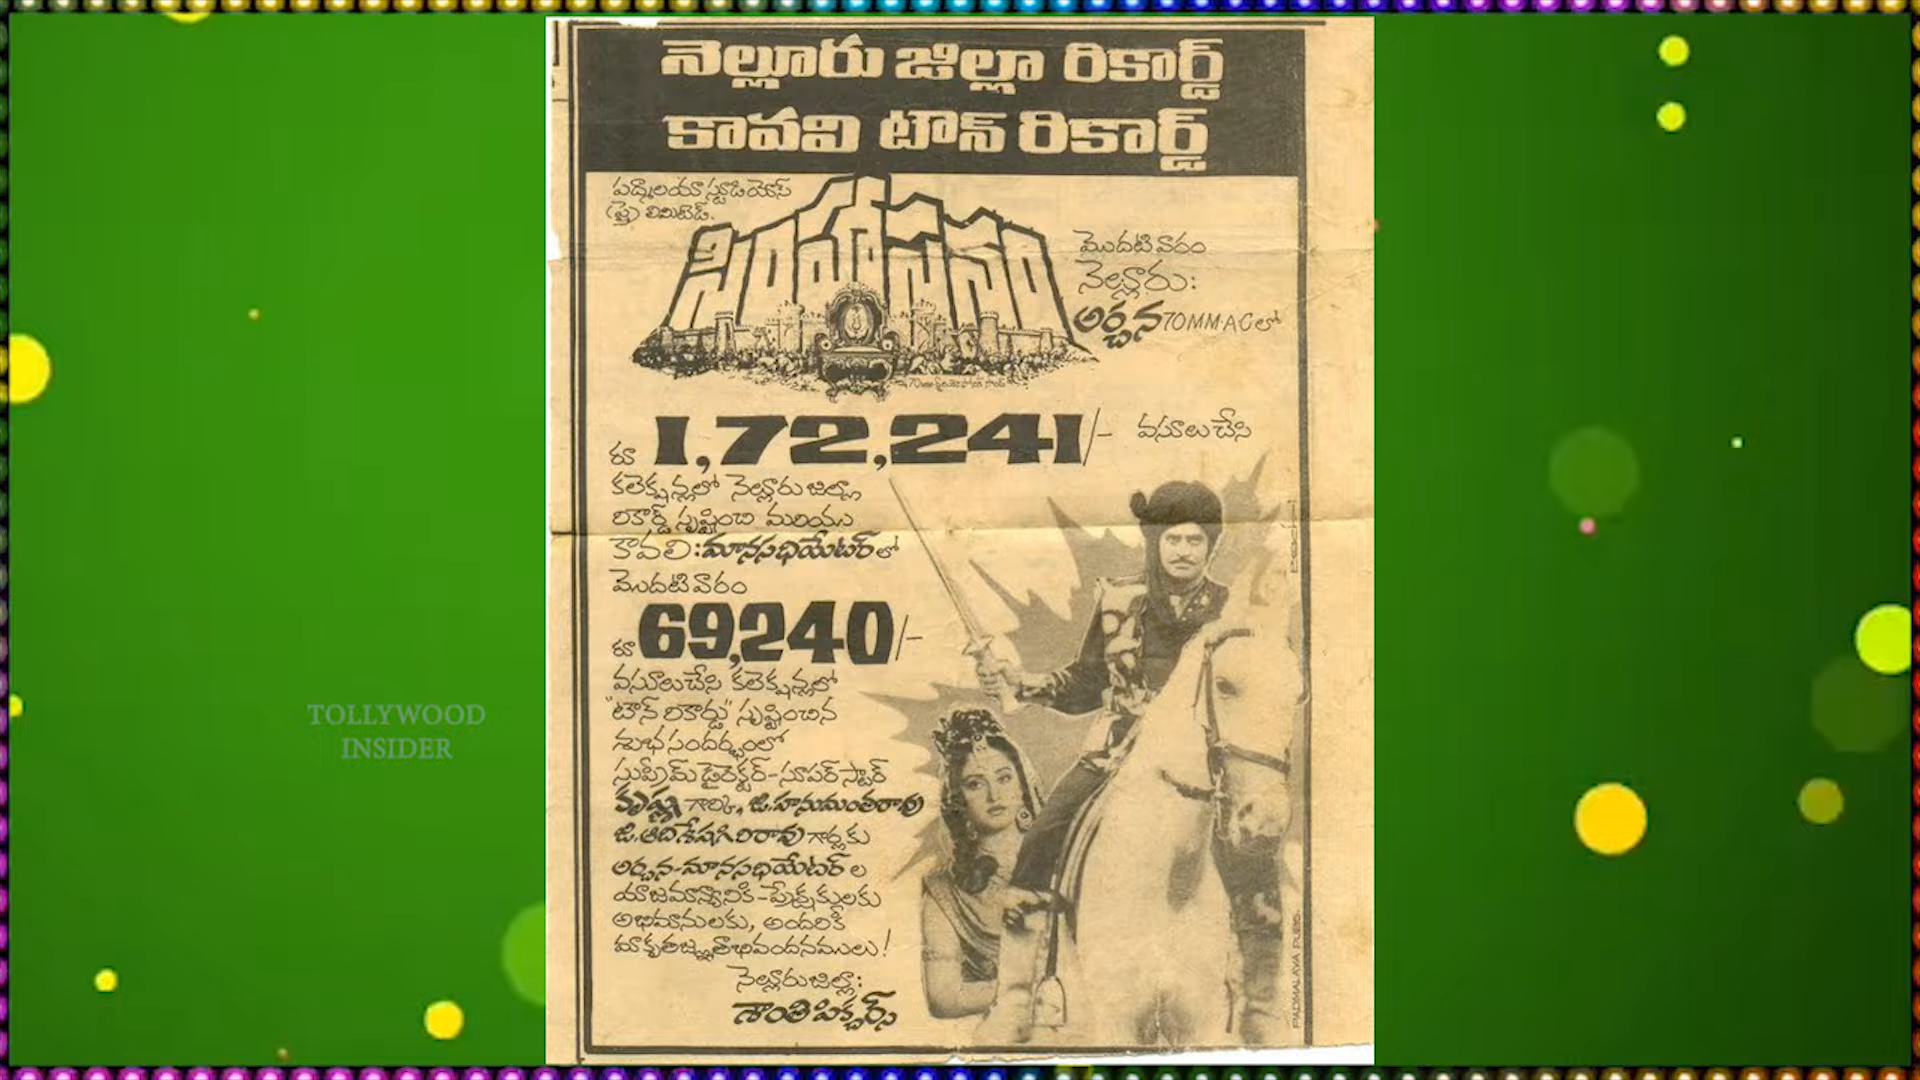 నెల్లూరు జిల్లా రికార్డ్
కావలి టౌన్ రికార్డ్
పద్మాలయా స్టూడియోస్
(ప్రై) లిమిటెడ్.
సింహాసనం
మొదటి వారం
నెల్లూరు:
అర్చన 70MM.A.C లో
రూ 1,72,241/- వసూలు చేసి
కలెక్షన్లలో నెల్లూరు జిల్లా
రికార్డ్ సృష్టించి మరియు
కావలి: మానస థియేటర్ లో
మొదటి వారం
రూ 69,240/-
వసూలు చేసి కలెక్షన్లలో
"టౌన్ రికార్డు" సృష్టించిన
శుభ సందర్భంలో
సుప్రీమ్ డైరెక్టర్-సూపర్ స్టార్
కృష్ణ గారికి, జి.హనుమంతరావు
జి.ఆదిశేషగిరిరావు గార్లకు
అర్చన-మానస థియేటర్ ల
యాజమాన్యానికి-ప్రేక్షకులకు
అభిమానులకు, అందరికీ
మా కృతజ్ఞతాభివందనములు!
నెల్లూరు జిల్లా:
శాంతి పిక్చర్స్
PADMALAYA PUB.
TOLLYWOOD
INSIDER